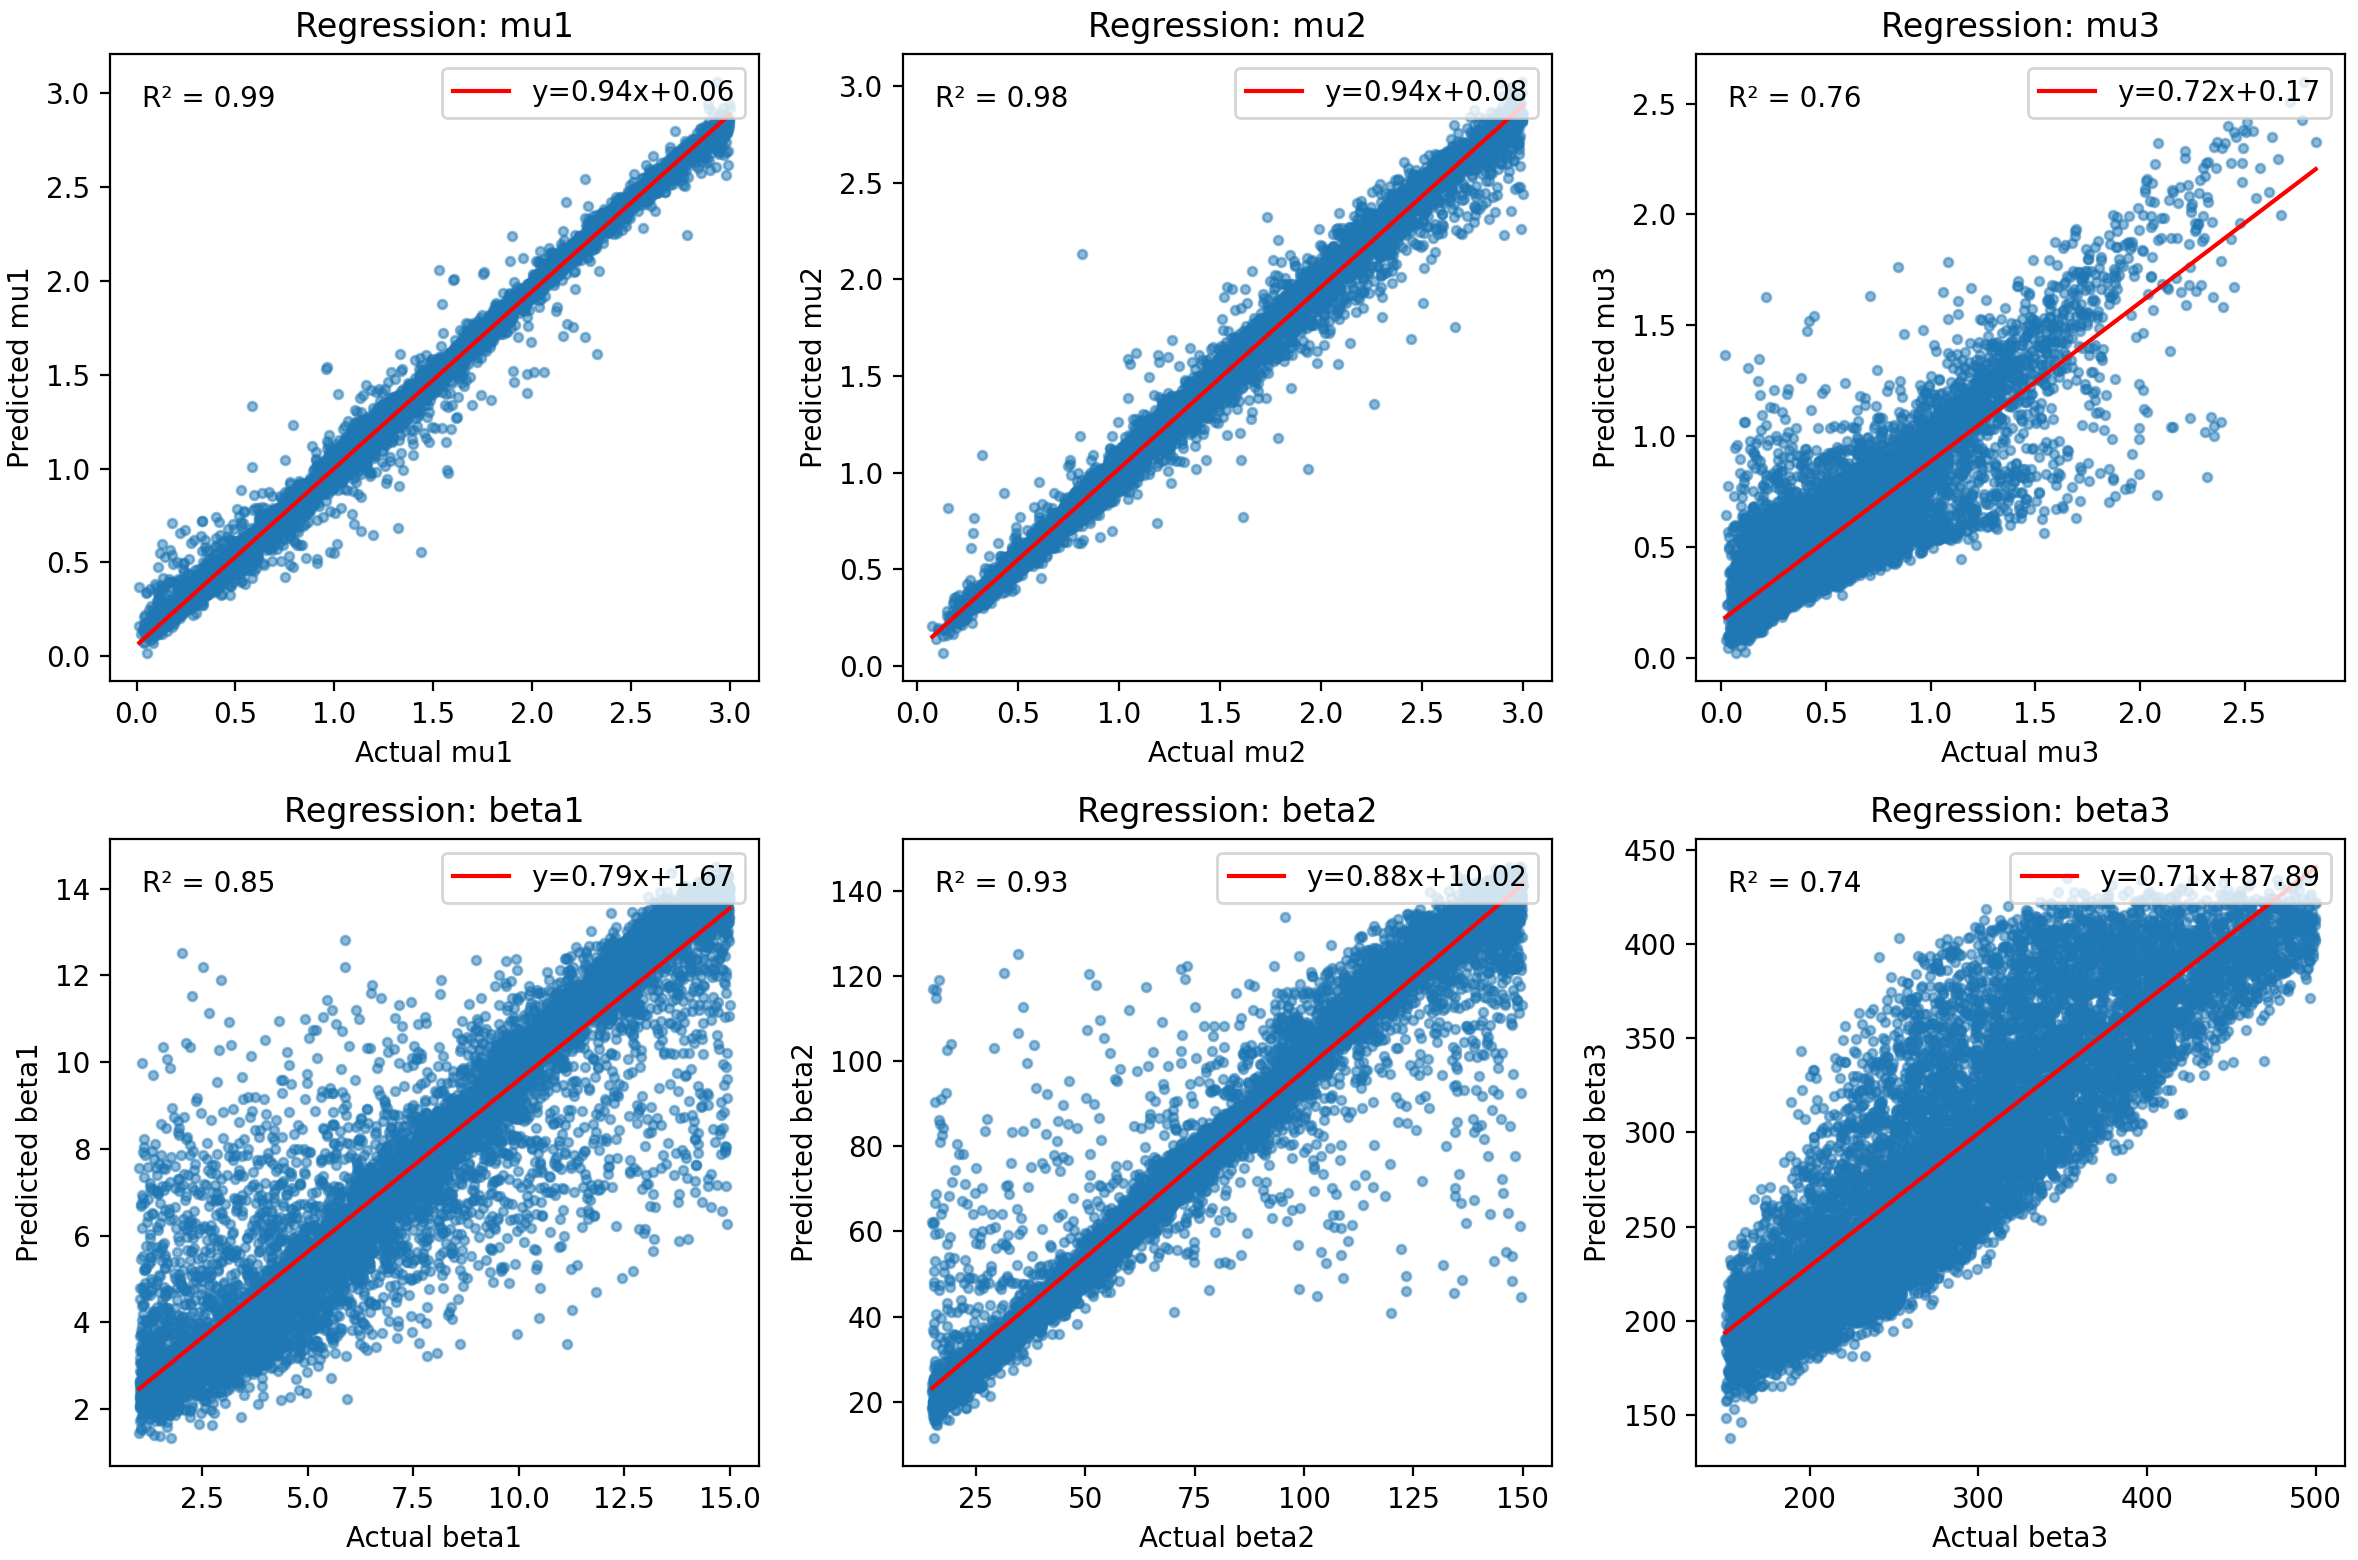 Regression: mu1
R² = 0.99
y=0.94x+0.06
3.0
2.5
2.0
1.5
1.0
0.5
0.0
Predicted mu1
0.0 0.5 1.0 1.5 2.0 2.5 3.0
Actual mu1
Regression: mu2
R² = 0.98
y=0.94x+0.08
3.0
2.5
2.0
1.5
1.0
0.5
0.0
Predicted mu2
0.0 0.5 1.0 1.5 2.0 2.5 3.0
Actual mu2
Regression: mu3
R² = 0.76
y=0.72x+0.17
2.5
2.0
1.5
1.0
0.5
0.0
Predicted mu3
0.0 0.5 1.0 1.5 2.0 2.5
Actual mu3
Regression: beta1
R² = 0.85
y=0.79x+1.67
14
12
10
8
6
4
2
Predicted beta1
2.5 5.0 7.5 10.0 12.5 15.0
Actual beta1
Regression: beta2
R² = 0.93
y=0.88x+10.02
140
120
100
80
60
40
20
Predicted beta2
25 50 75 100 125 150
Actual beta2
Regression: beta3
R² = 0.74
y=0.71x+87.89
450
400
350
300
250
200
150
Predicted beta3
200 300 400 500
Actual beta3